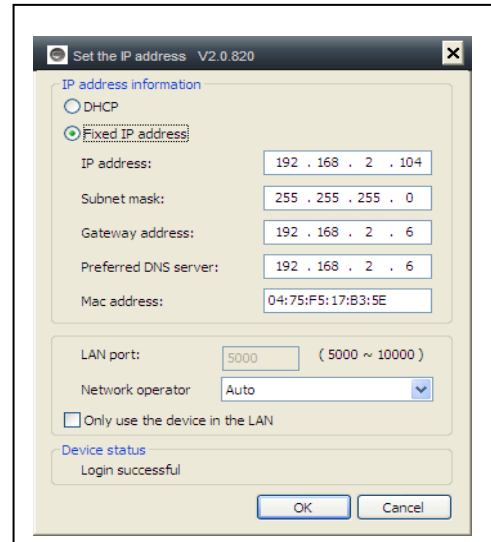 Set the IP address V2.0.820
IP address information
DHCP
Fixed IP address
IP address: 192 . 168 . 2 . 104
Subnet mask: 255 . 255 . 255 . 0
Gateway address: 192 . 168 . 2 . 6
Preferred DNS server: 192 . 168 . 2 . 6
Mac address: 04:75:F5:17:B3:5E
LAN port: 5000 ( 5000 ~ 10000 )
Network operator Auto
Only use the device in the LAN
Device status
Login successful
OK Cancel